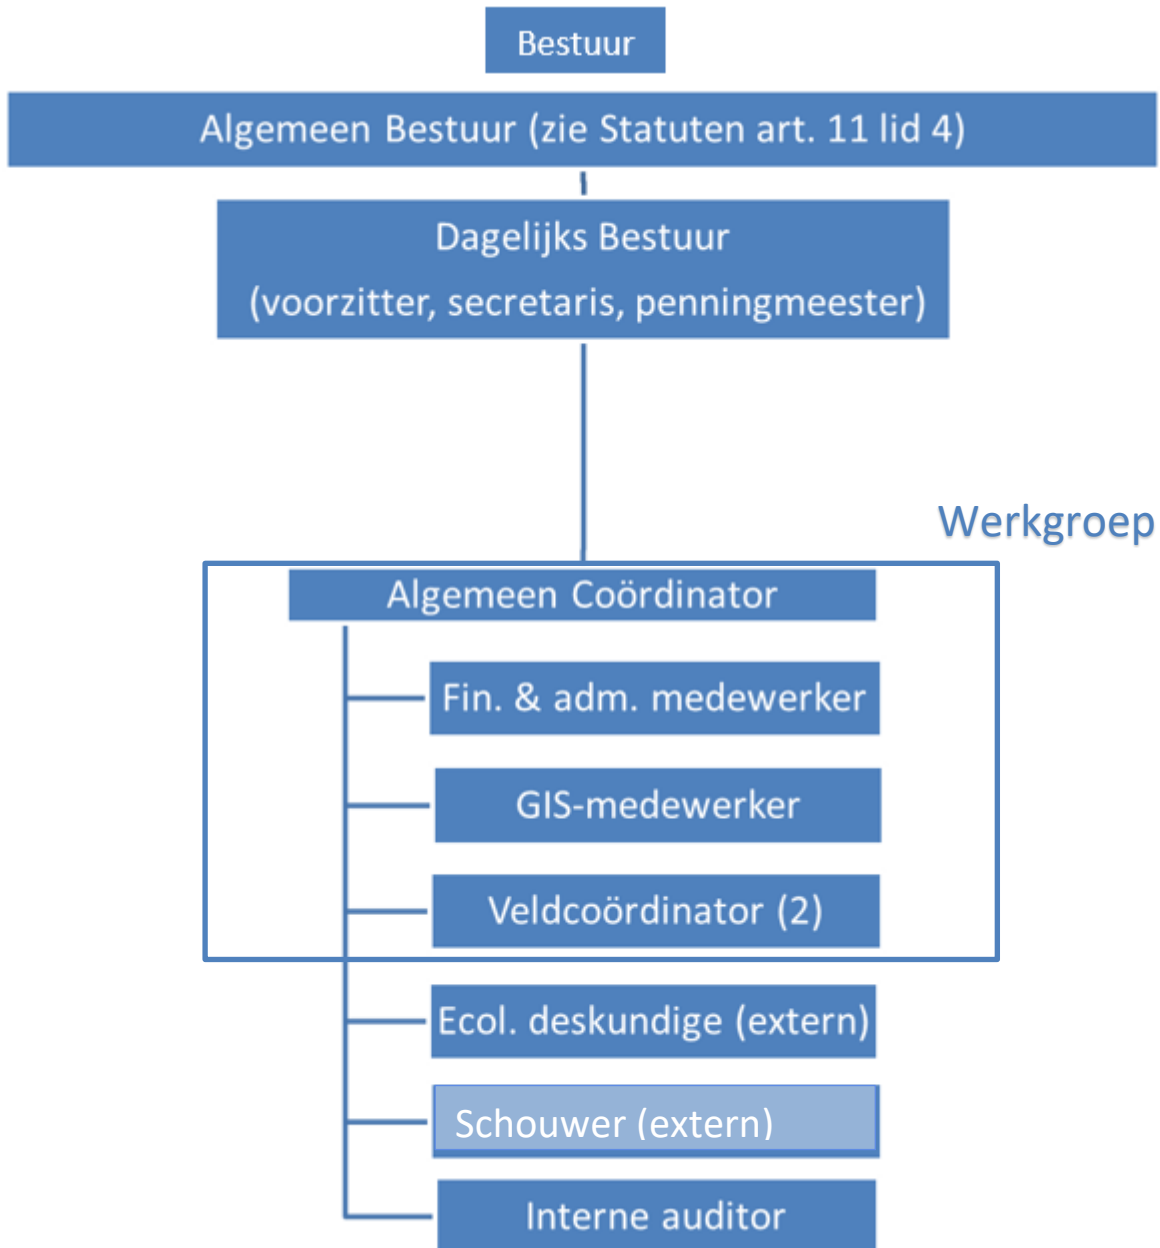 Bestuur
Algemeen Bestuur (zie Statuten art. 11 lid 4)
Dagelijks Bestuur
(voorzitter, secretaris, penningmeester)
Werkgroep
Algemeen Coördinator
Fin. & adm. medewerker
GIS-medewerker
Veldcoördinator (2)
Ecol. deskundige (extern)
Schouwer (extern)
Interne auditor